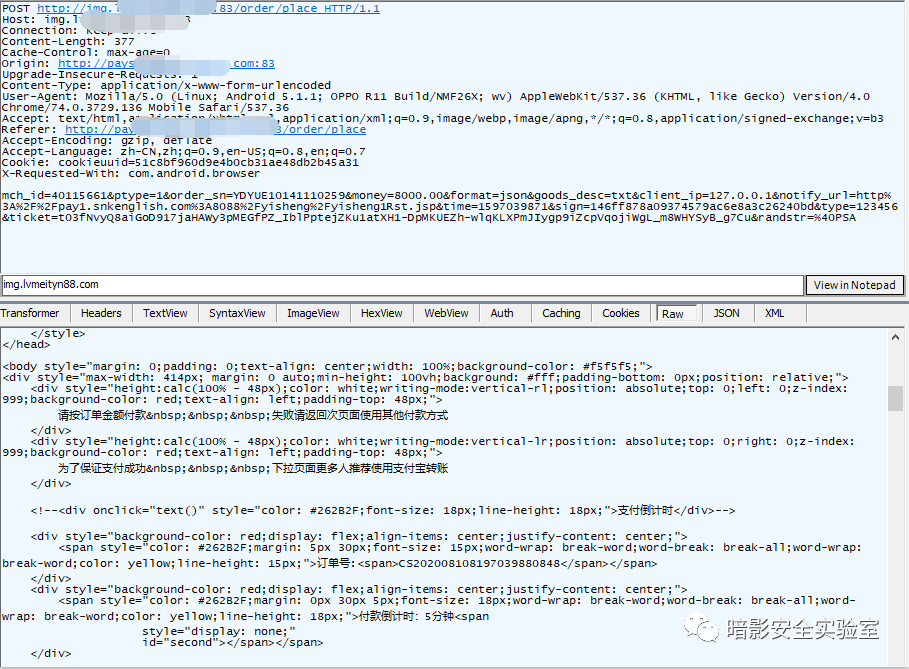 POST http://img.l :83/order/place HTTP/1.1
Host: img.l 3
Connection:
Content-Length: 377
Cache-Control: max-age=0
Origin: http://pays com:83
Upgrade-Insecure-Requests: 1
Content-Type: application/x-www-form-urlencoded
User-Agent: Mozilla/5.0 (Linux; Android 5.1.1; OPPO R11 Build/NMF26X; wv) AppleWebKit/537.36 (KHTML, like Gecko) Version/4.0
Chrome/74.0.3729.136 Mobile Safari/537.36
Accept: text/html,application/xhtml+xml,application/xml;q=0.9,image/webp,image/apng,*/*;q=0.8,application/signed-exchange;v=b3
Referer: http://pay 3/order/place
Accept-Encoding: gzip, deflate
Accept-Language: zh-CN,zh;q=0.9,en-US;q=0.8,en;q=0.7
Cookie: cookieuuid=51c8bf960d9e4b0cb31ae48db2b45a31
X-Requested-With: com.android.browser
mch_id=40115661&ptype=1&order_sn=YDYUE10141110259&money=8000.00&format=json&goods_desc=txt&client_ip=127.0.0.1&notify_url=http%
3A%2F%2Fpay1.snkenglish.com%3A8088%2Fyisheng%2Fyisheng1Rst.jsp&time=1597039871&sign=146ff878a09374579ac6e8a3c26240bd&type=123456
&ticket=t03fNvyQ8aiGoD917jaHAWy3pMEGfPZ_IblPptejZKu1atXH1-DpMKUEZh-wlqKLXPmJIygp9iZcpVqojiWgL_m8WHYSyB_g7Cu&randstr=%40PSA
img.lvmeityn88.com View in Notepad
Transformer Headers TextView SyntaxView ImageView HexView WebView Auth Caching Cookies Raw JSON XML
</style>
</head>
<body style="margin: 0;padding: 0;text-align: center;width: 100%;background-color: #f5f5f5;">
<div style="max-width: 414px; margin: 0 auto;min-height: 100vh;background: #fff;padding-bottom: 0px;position: relative;">
<div style="height:calc(100% - 48px);color: white;writing-mode:vertical-rl;position: absolute;top: 0;left: 0;z-index:
999;background-color: red;text-align: left;padding-top: 48px;">
请按订单金额付款&nbsp;&nbsp;&nbsp;失败请返回次页面使用其他付款方式
</div>
<div style="height:calc(100% - 48px);color: white;writing-mode:vertical-lr;position: absolute;top: 0;right: 0;z-index:
999;background-color: red;text-align: left;padding-top: 48px;">
为了保证支付成功&nbsp;&nbsp;&nbsp;下拉页面更多人推荐使用支付宝转账
</div>
<!--<div onclick="text()" style="color: #262B2F;font-size: 18px;line-height: 18px;">支付倒计时</div>-->
<div style="background-color: red;display: flex;align-items: center;justify-content: center;">
<span style="color: #262B2F;margin: 5px 30px;font-size: 15px;word-wrap: break-word;word-break: break-all;word-wrap:
break-word;color: yellow;line-height: 15px;">订单号:<span>CS202008108197039880848</span></span>
</div>
<div style="background-color: red;display: flex;align-items: center;justify-content: center;">
<span style="color: #262B2F;margin: 0px 30px 5px;font-size: 18px;word-wrap: break-word;word-break: break-all;word-
wrap: break-word;color: yellow;line-height: 18px;">付款倒计时: 5分钟<span
style="display: none;"
id="second"></span></span>
</div>
暗影安全实验室